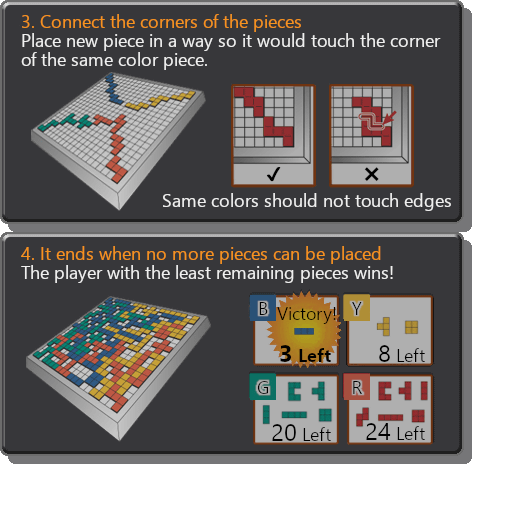 3. Connect the corners of the pieces
Place new piece in a way so it would touch the corner
of the same color piece.
Same colors should not touch edges
4. It ends when no more pieces can be placed
The player with the least remaining pieces wins!
B
Victory!
3 Left
Y
8 Left
G
20 Left
R
24 Left